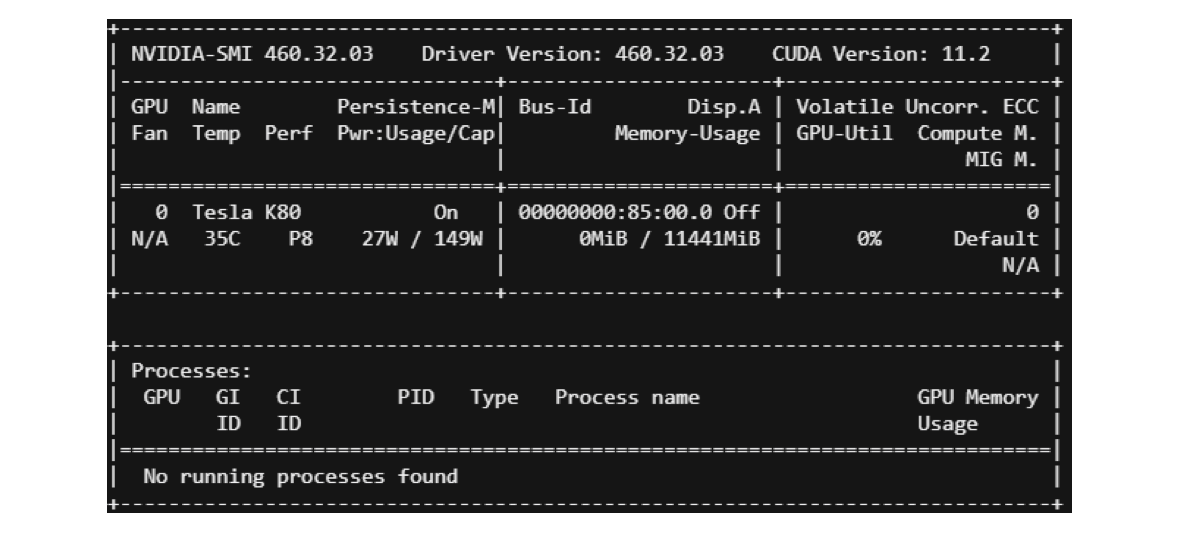 +-----------------------------------------------------------------------------+
| NVIDIA-SMI 460.32.03    Driver Version: 460.32.03    CUDA Version: 11.2     |
|-------------------------------+----------------------+----------------------+
| GPU  Name        Persistence-M| Bus-Id        Disp.A | Volatile Uncorr. ECC |
| Fan  Temp  Perf  Pwr:Usage/Cap|         Memory-Usage | GPU-Util  Compute M. |
|                               |                      |               MIG M. |
|===============================+======================+======================|
|   0  Tesla K80           On   | 00000000:85:00.0 Off |                    0 |
| N/A   35C    P8    27W / 149W |      0MiB / 11441MiB |      0%      Default |
|                               |                      |                  N/A |
+-------------------------------+----------------------+----------------------+

+-----------------------------------------------------------------------------+
| Processes:                                                                  |
|  GPU   GI   CI        PID   Type   Process name                  GPU Memory |
|        ID   ID                                                   Usage      |
|=============================================================================|
|  No running processes found                                                 |
+-----------------------------------------------------------------------------+